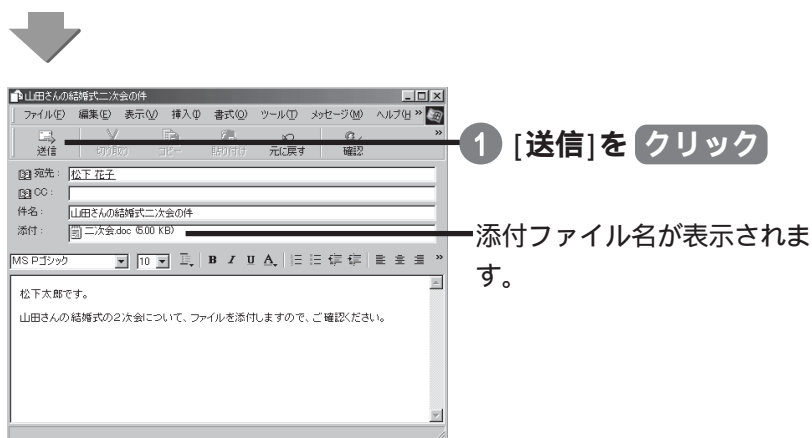 山田さんの結婚式二次会の件
ファイル(F) 編集(E) 表示(V) 挿入(I) 書式(O) ツール(T) メッセージ(M) ヘルプ(H »
送信 切り取り コピー 貼り付け 元に戻す 確認 »
1 [送信]を クリック
宛先: 松下 花子
CC:
件名: 山田さんの結婚式二次会の件
添付: 二次会.doc (5.00 KB)
添付ファイル名が表示されま
す。
MS Pゴシック 10 B I U A »
松下太郎です。
山田さんの結婚式の2次会について、ファイルを添付しますので、ご確認ください。